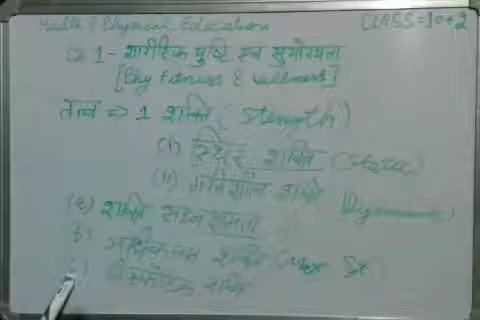 Health & Physical Education CLASS=10+2
1- शारीरिक पुष्टि एवं सुयोग्यता
[Phy Fitness & Wellness]
तत्व ⇒ 1 शक्ति (Strength)
(i) स्थिर शक्ति (Static)
(ii) गतिशील शक्ति Dynamic
(a) शक्ति सहन क्षमता
b) अधिकतम शक्ति (Max St)
विस्फोटक शक्ति